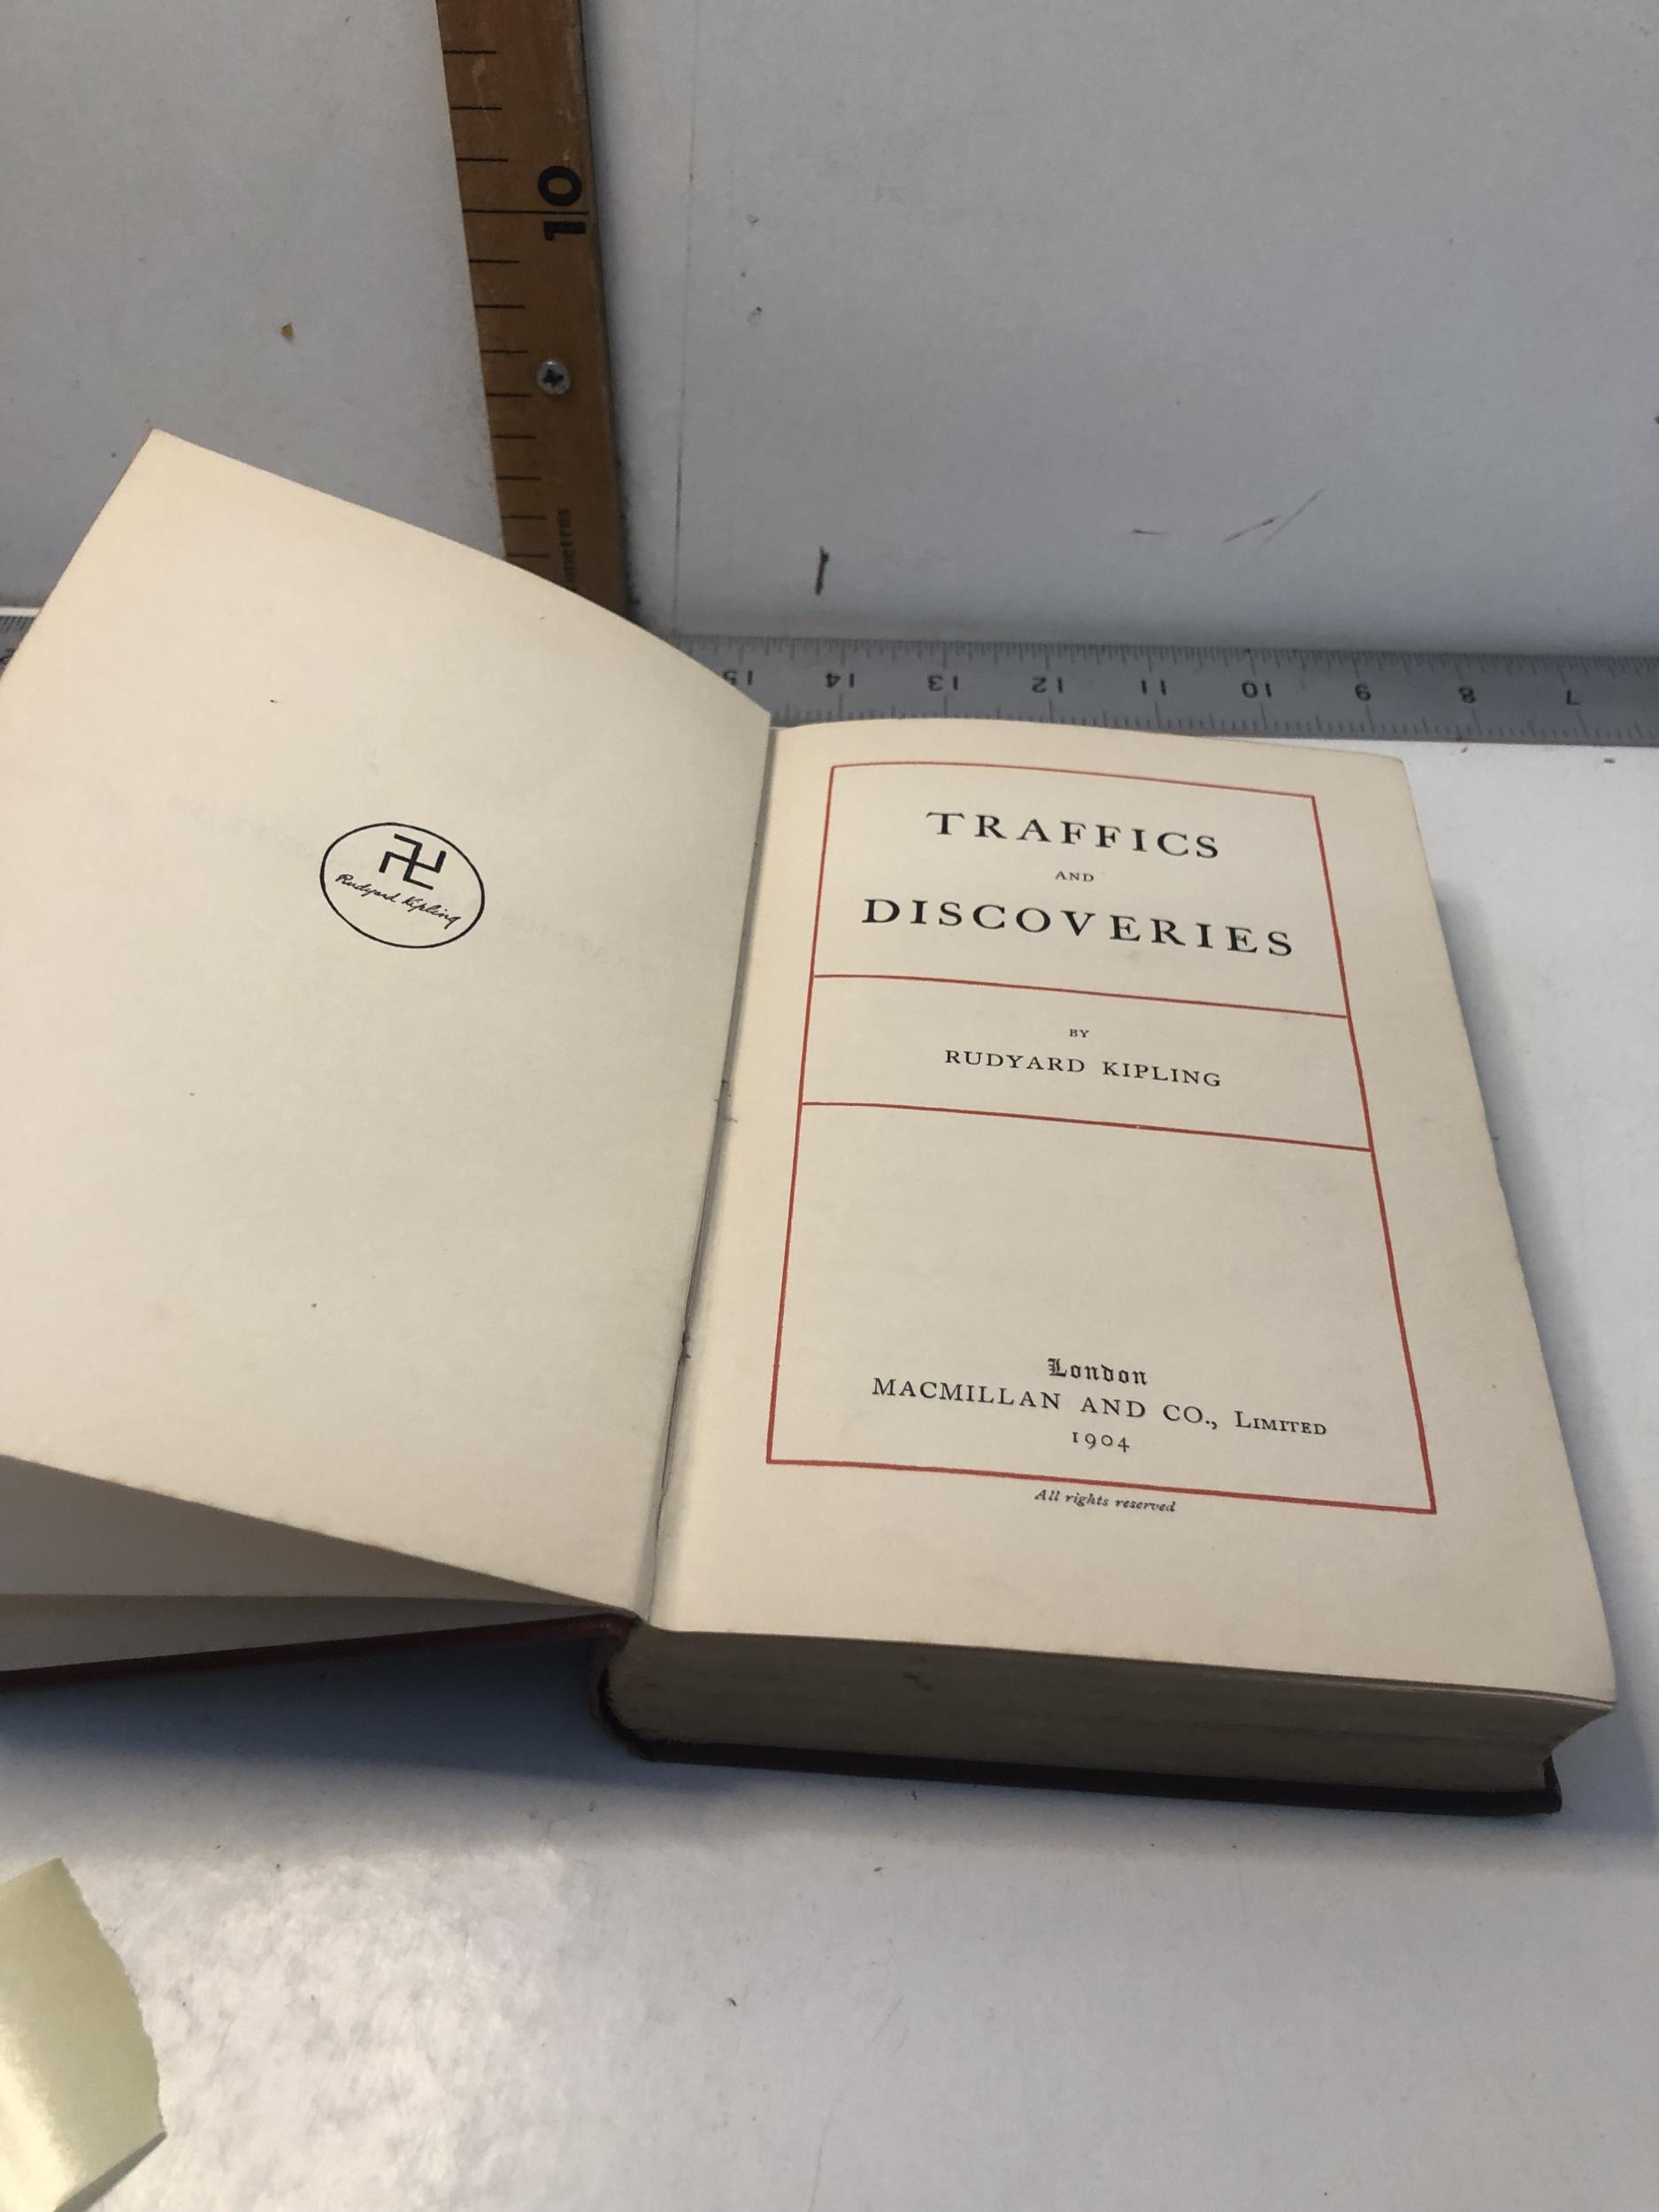 10
imetres
15 14 13 12 11 10 9 8 7
Rudyard Kipling
TRAFFICS
AND
DISCOVERIES
BY
RUDYARD KIPLING
London
MACMILLAN AND CO., LIMITED
1904
All rights reserved